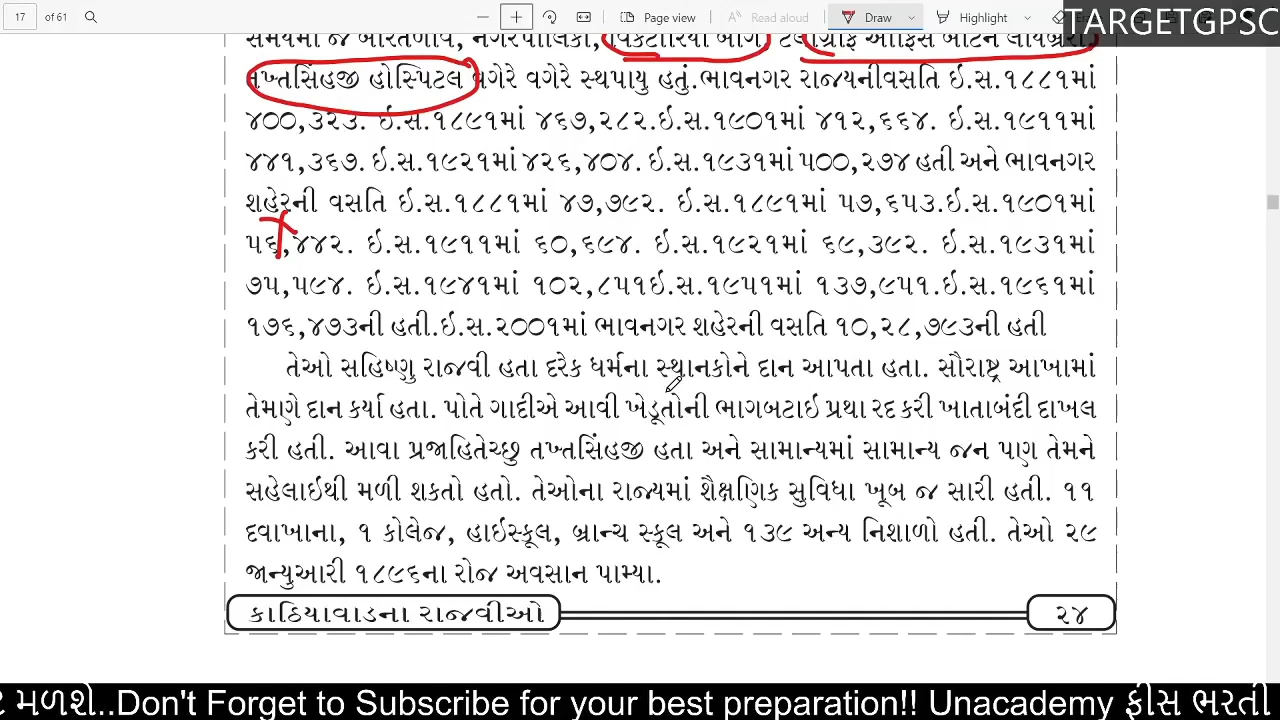 17 of 61 Page view Read aloud Draw Highlight
TARGETGPSC
તખ્તસિંહજી હોસ્પિટલ વગેરે વગેરે સ્થપાયુ હતું.ભાવનગર રાજ્યનીવસતિ ઇ.સ.૧૮૮૧માં
૪૦૦,૩૨૩. ઇ.સ.૧૮૯૧માં ૪૬૭,૨૮૨.ઇ.સ.૧૯૦૧માં ૪૧૨,૬૬૪. ઇ.સ.૧૯૧૧માં
૪૪૧,૩૬૭. ઇ.સ.૧૯૨૧માં ૪૨૬,૪૦૪. ઇ.સ.૧૯૩૧માં ૫૦૦,૨૭૪ હતી અને ભાવનગર
શહેરની વસતિ ઇ.સ.૧૮૮૧માં ૪૭,૭૯૨. ઇ.સ.૧૮૯૧માં ૫૭,૬૫૩.ઇ.સ.૧૯૦૧માં
૫૬,૪૪૨. ઇ.સ.૧૯૧૧માં ૬૦,૬૯૪. ઇ.સ.૧૯૨૧માં ૬૯,૩૯૨. ઇ.સ.૧૯૩૧માં
૭૫,૫૯૪. ઇ.સ.૧૯૪૧માં ૧૦૨,૮૫૧ઇ.સ.૧૯૫૧માં ૧૩૭,૯૫૧.ઇ.સ.૧૯૬૧માં
૧૭૬,૪૭૩ની હતી.ઇ.સ.૨૦૦૧માં ભાવનગર શહેરની વસતિ ૧૦,૨૮,૭૯૩ની હતી
તેઓ સહિષ્ણુ રાજવી હતા દરેક ધર્મના સ્થાનકોને દાન આપતા હતા. સૌરાષ્ટ્ર આખામાં
તેમણે દાન કર્યા હતા. પોતે ગાદીએ આવી ખેડૂતોની ભાગબટાઇ પ્રથા રદ કરી ખાતાબંદી દાખલ
કરી હતી. આવા પ્રજાહિતેચ્છુ તખ્તસિંહજી હતા અને સામાન્યમાં સામાન્ય જન પણ તેમને
સહેલાઇથી મળી શકતો હતો. તેઓના રાજ્યમાં શૈક્ષણિક સુવિધા ખૂબ જ સારી હતી. ૧૧
દવાખાના, ૧ કોલેજ, હાઇસ્કૂલ, બ્રાન્ચ સ્કૂલ અને ૧૩૯ અન્ય નિશાળો હતી. તેઓ ૨૯
જાન્યુઆરી ૧૮૯૬ના રોજ અવસાન પામ્યા.
કાઠિયાવાડના રાજવીઓ ૨૪
મળશે..Don't Forget to Subscribe for your best preparation!! Unacademy ફીસ ભરતી